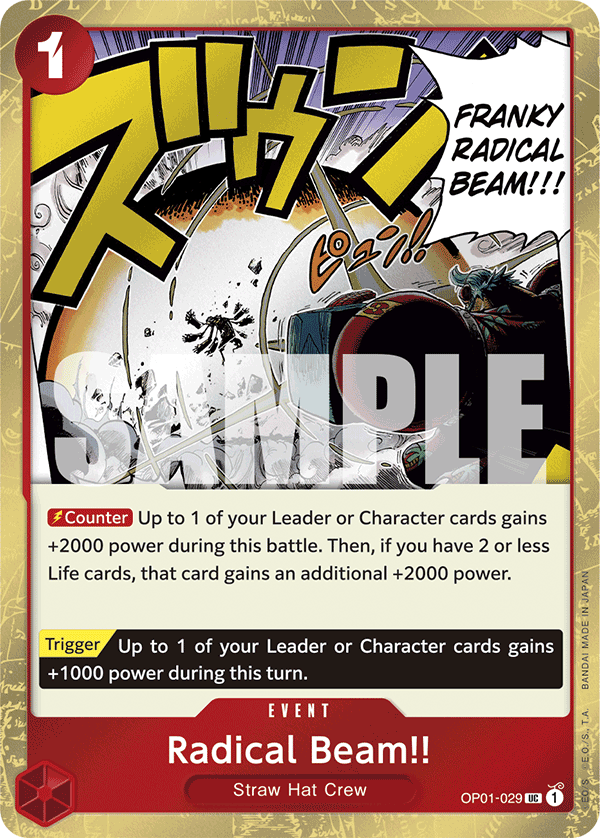 1
ズドゥン
FRANKY
RADICAL
BEAM!!!
ピュン!!
SAMPLE
Counter Up to 1 of your Leader or Character cards gains
+2000 power during this battle. Then, if you have 2 or less
Life cards, that card gains an additional +2000 power.
Trigger Up to 1 of your Leader or Character cards gains
+1000 power during this turn.
EVENT
Radical Beam!!
Straw Hat Crew
OP01-029 UC 1
©E.O./S., T.A. BANDAI MADE IN JAPAN